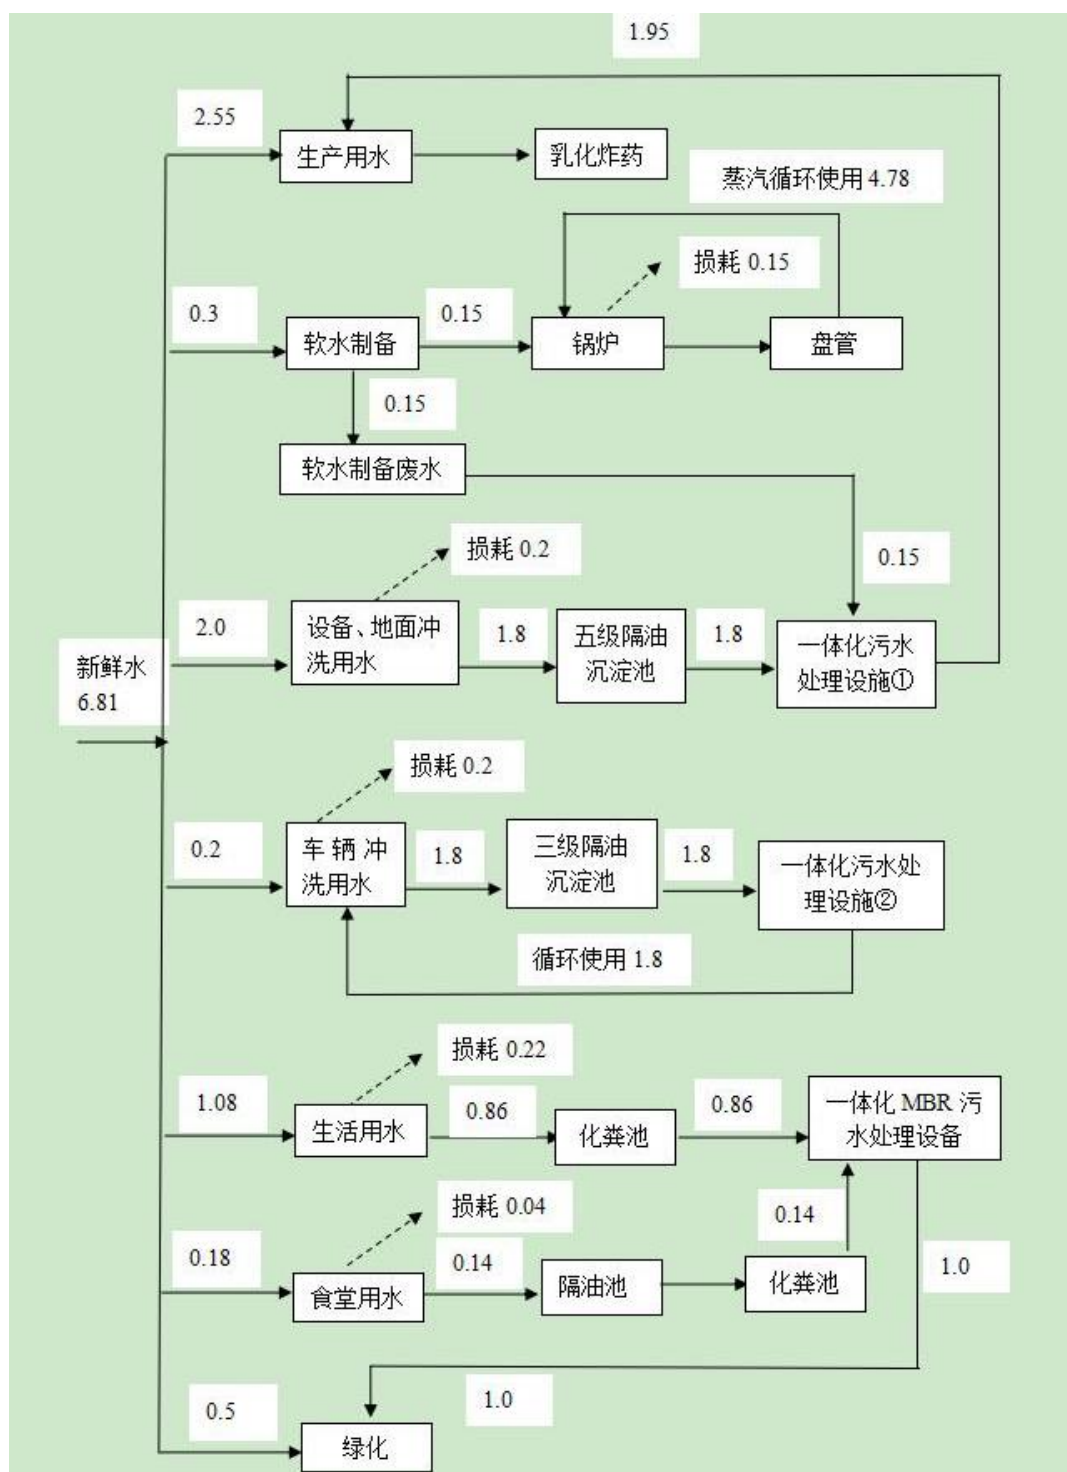 1.95
2.55
生产用水
乳化炸药
蒸汽循环使用 4.78
损耗 0.15
0.3
软水制备
0.15
锅炉
盘管
0.15
软水制备废水
损耗 0.2
0.15
2.0
设备、地面冲
洗用水
1.8
五级隔油
沉淀池
1.8
一体化污水
处理设施①
新鲜水
6.81
损耗 0.2
0.2
车 辆 冲
洗用水
1.8
三级隔油
沉淀池
1.8
一体化污水处
理设施②
循环使用 1.8
损耗 0.22
1.08
生活用水
0.86
化粪池
0.86
一体化 MBR 污
水处理设备
损耗 0.04
0.14
0.18
食堂用水
0.14
隔油池
化粪池
1.0
0.5
绿化
1.0